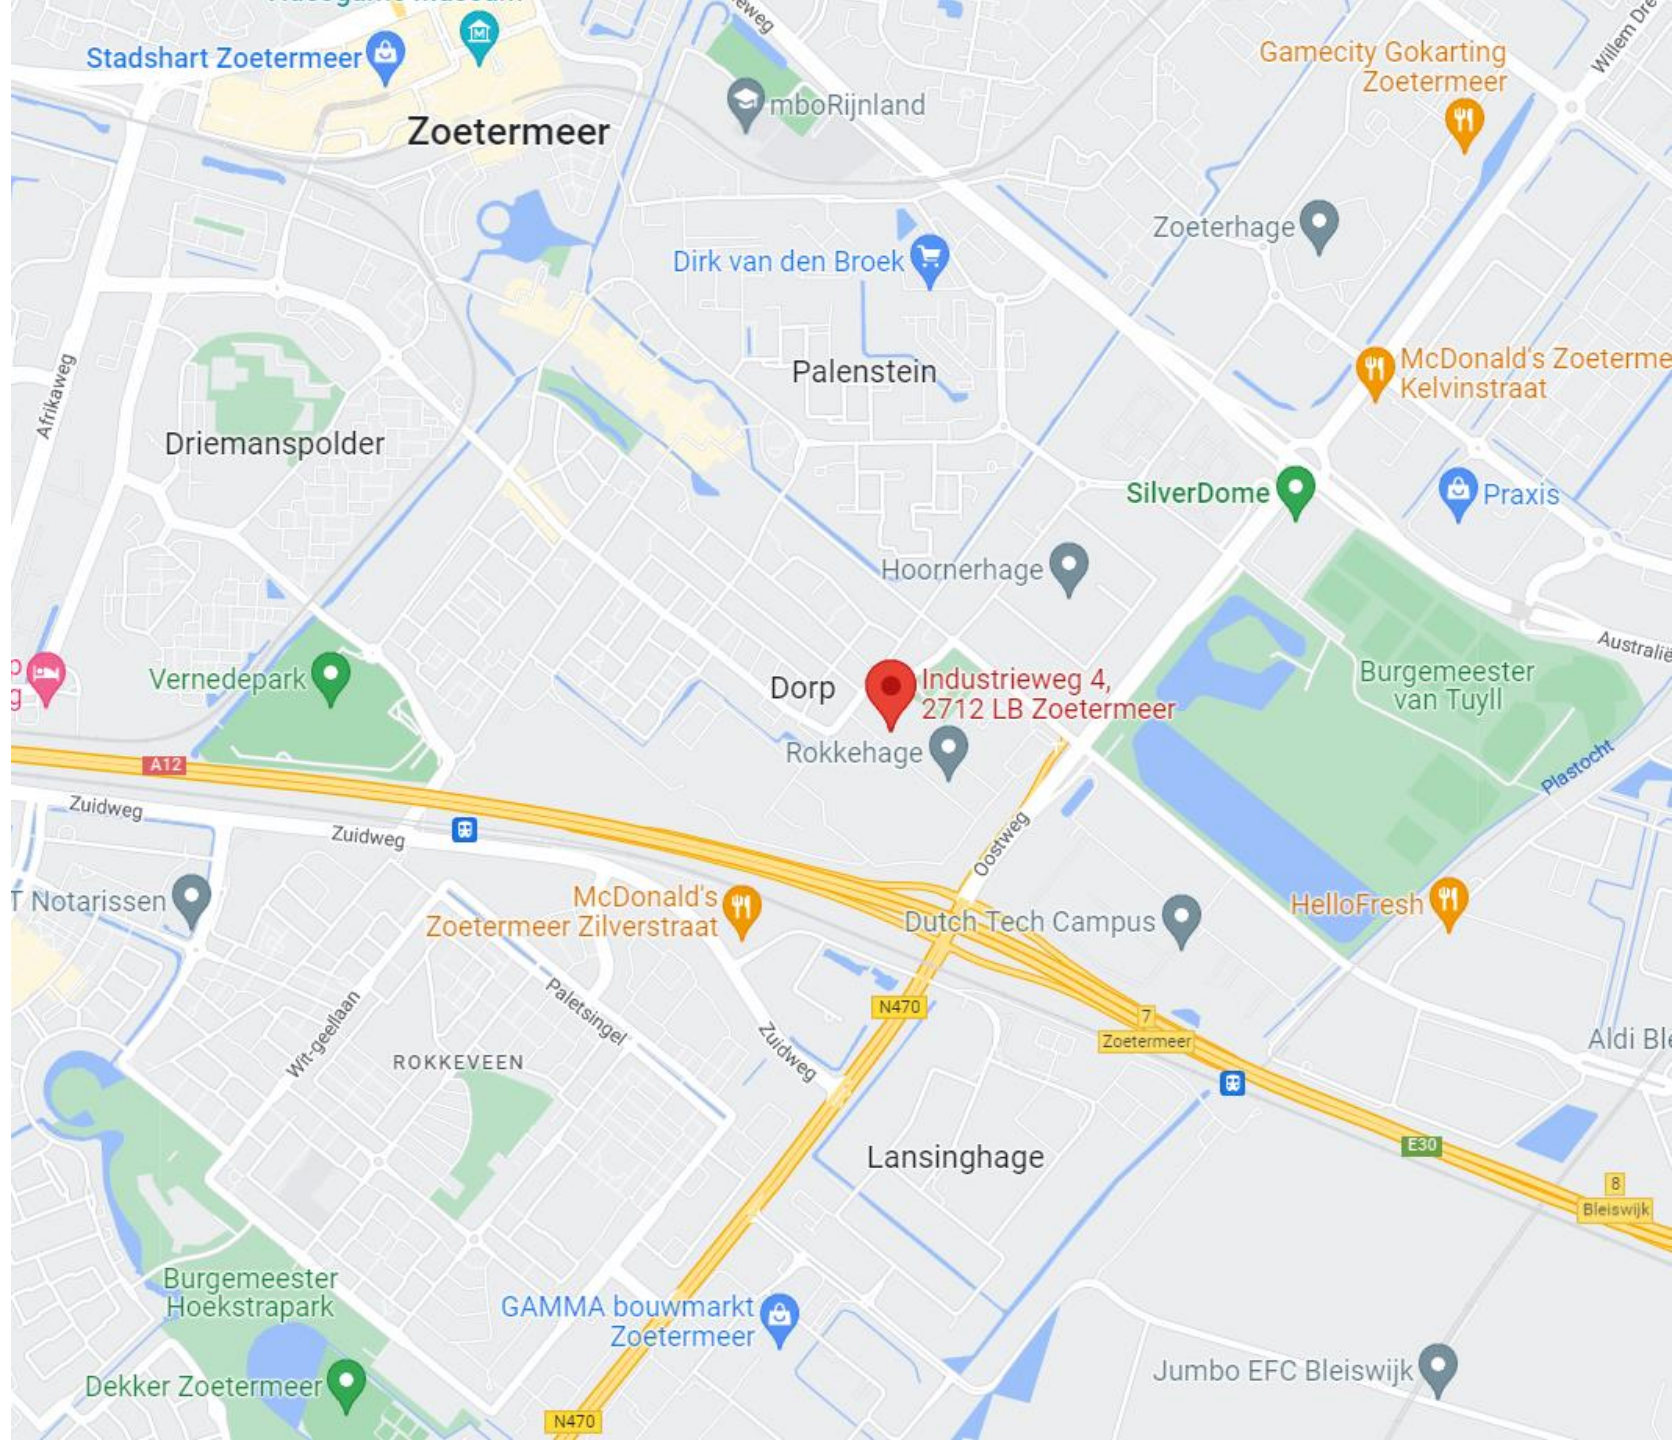 Stadshart Zoetermeer
Zoetermeer
mboRijnland
Gamecity Gokarting
Zoetermeer
Zoeterhage
Dirk van den Broek
Palenstein
Afrikaweg
Driemanspolder
McDonald's Zoeterme
Kelvinstraat
SilverDome
Praxis
Hoornerhage
Vernedepark
Dorp
Industrieweg 4,
2712 LB Zoetermeer
Rokkehage
Burgemeester
van Tuyll
Australië
Plastocht
A12
Zuidweg
Zuidweg
Oostweg
T Notarissen
McDonald's
Zoetermeer Zilverstraat
Dutch Tech Campus
HelloFresh
Wit-geellaan
Paletsingel
N470
7
Zoetermeer
Zuidweg
ROKKEVEEN
Aldi Ble
Lansinghage
E30
8
Bleiswijk
Burgemeester
Hoekstrapark
GAMMA bouwmarkt
Zoetermeer
Dekker Zoetermeer
Jumbo EFC Bleiswijk
N470